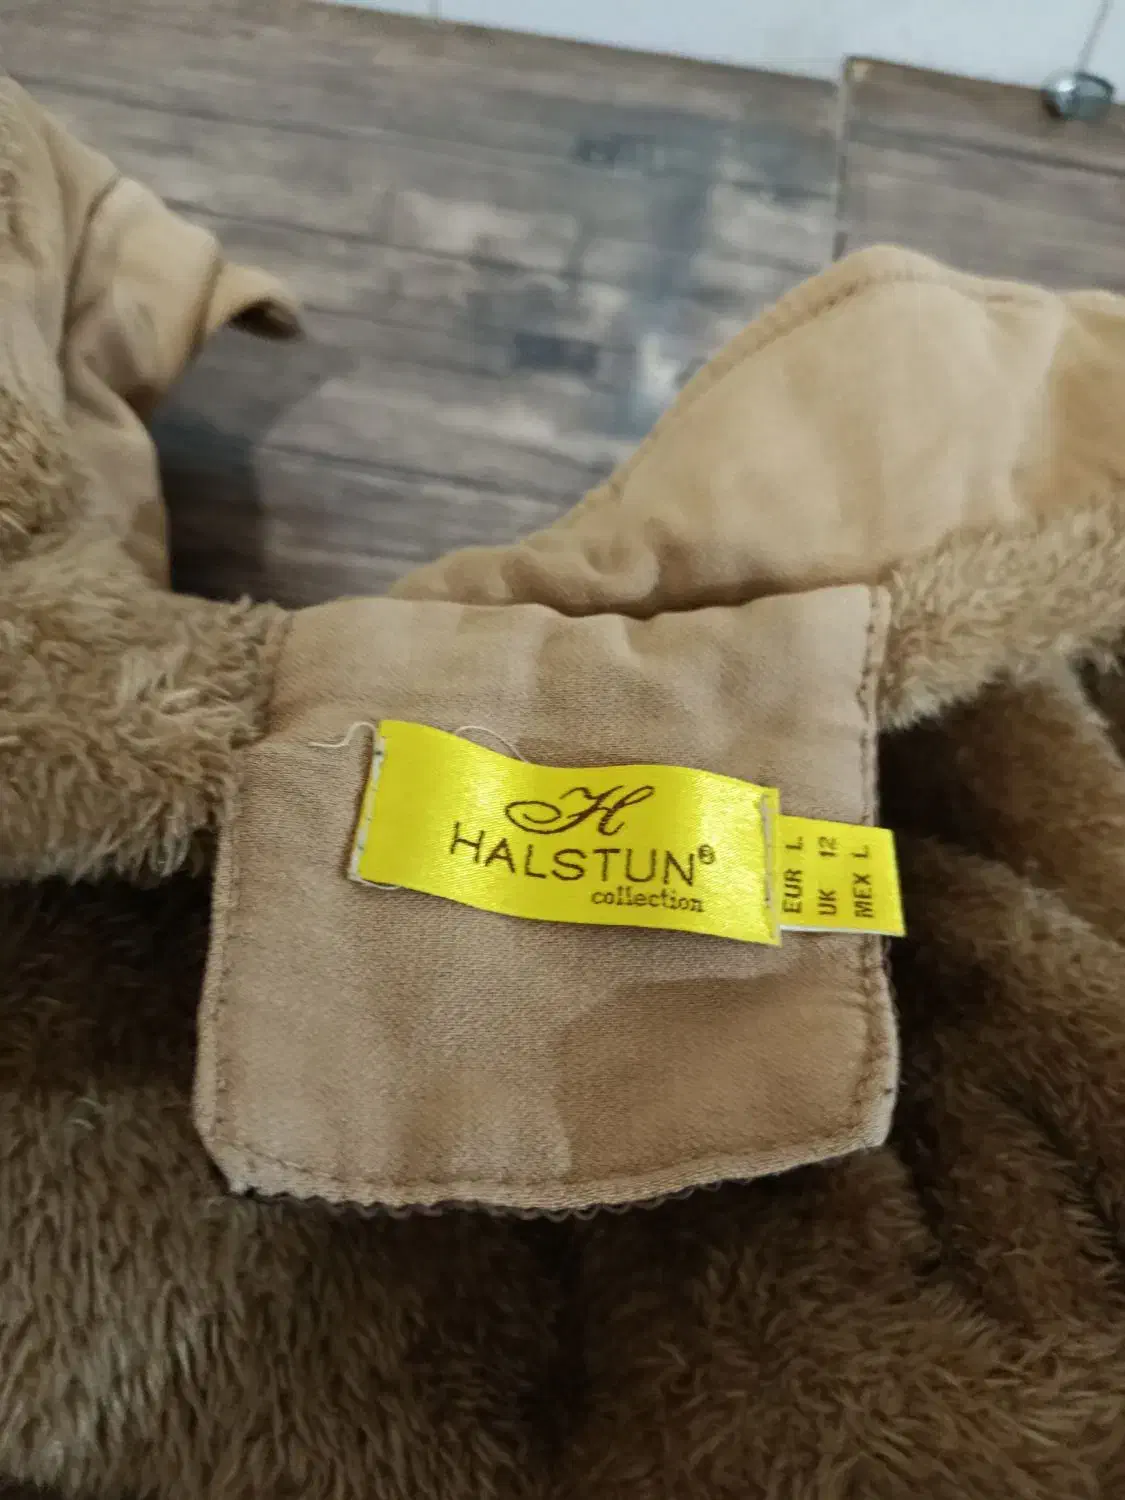 H
HALSTUN®
collection
EUR L
UK 12
MEX L